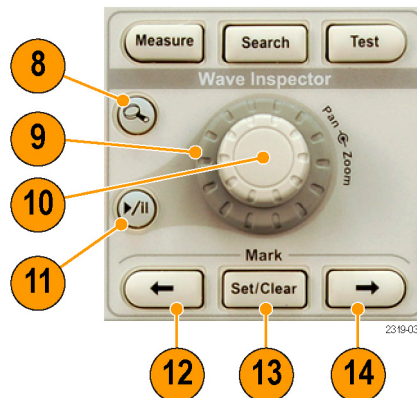 Measure Search Test
Wave Inspector
8
9
Pan Zoom
10
▶/II
11
Mark
← Set/Clear →
2319-03
12 13 14